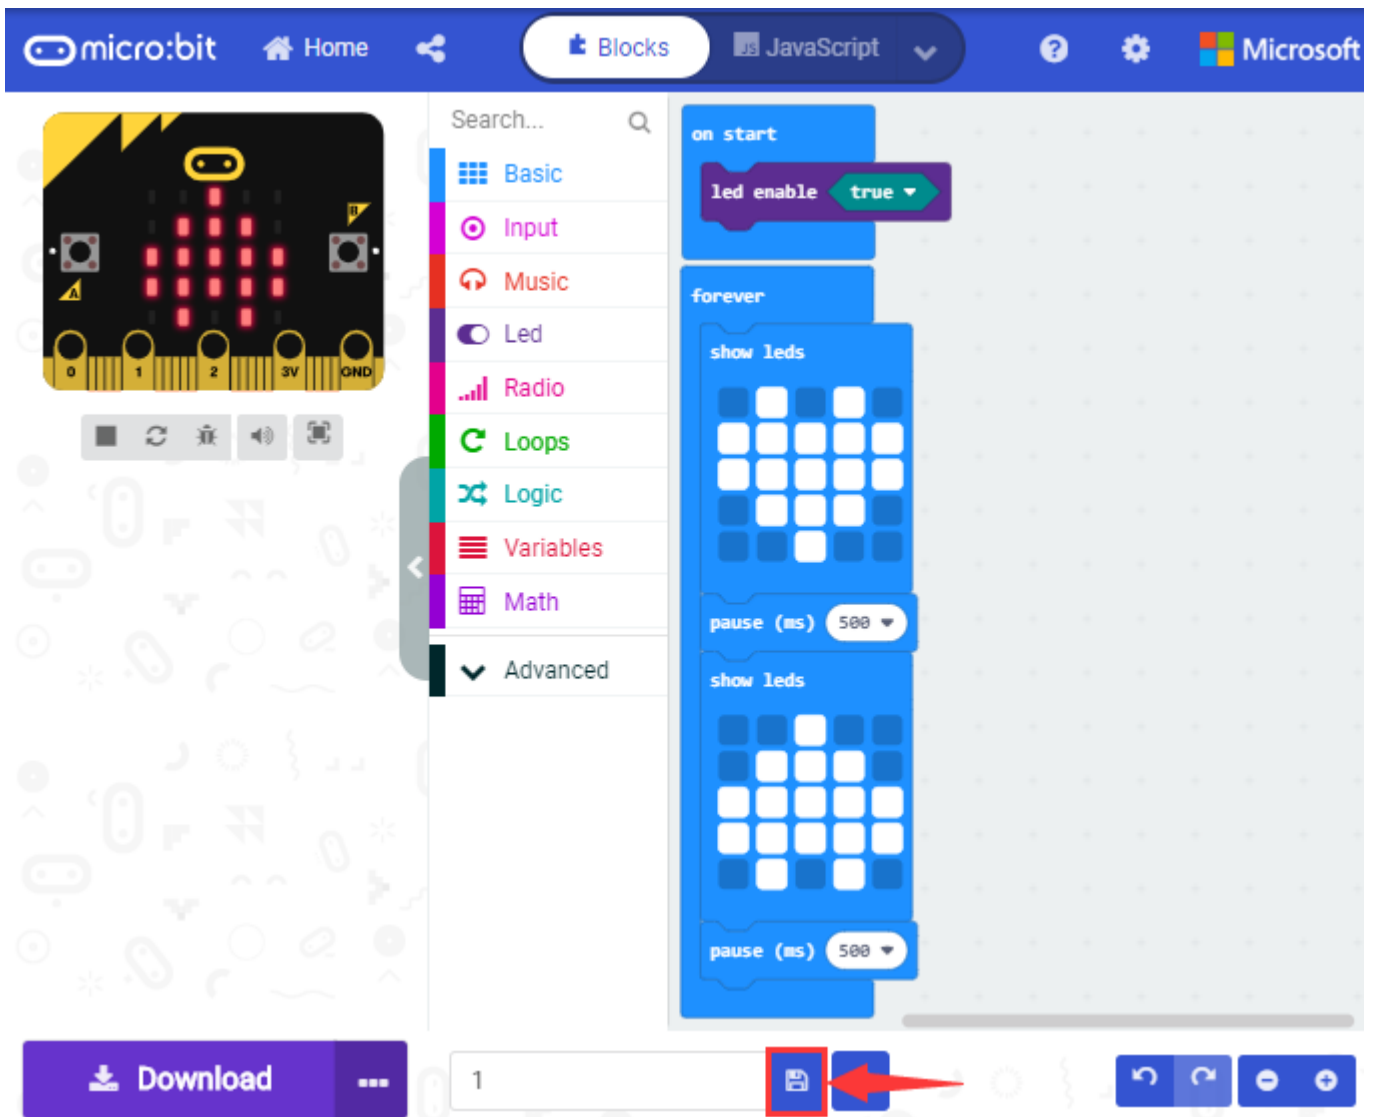 micro:bit Home Blocks JS JavaScript Microsoft
Search...
Basic
Input
Music
Led
Radio
Loops
Logic
Variables
Math
Advanced
B
A
0 1 2 3V GND
on start
led enable true
forever
show leds
pause (ms) 500
show leds
pause (ms) 500
Download
1